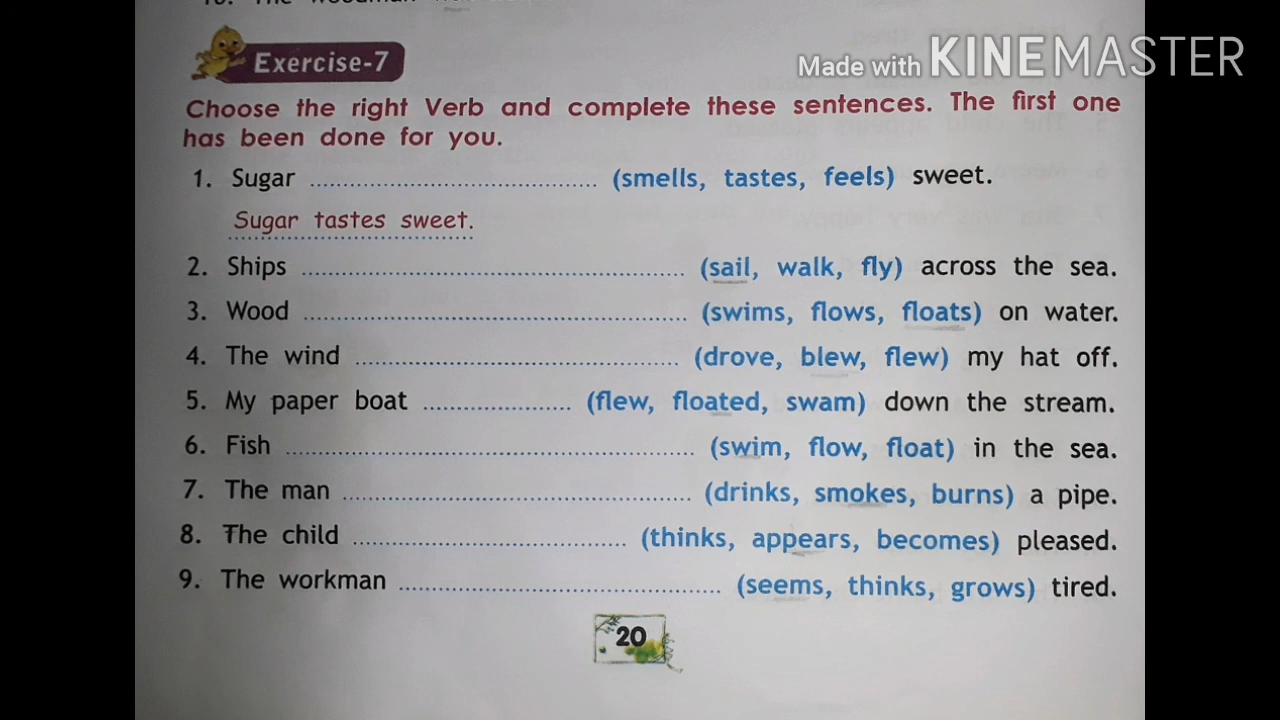 Made with KINEMASTER
Exercise-7
Choose the right Verb and complete these sentences. The first one
has been done for you.
1. Sugar ........................................ (smells, tastes, feels) sweet.
Sugar tastes sweet.
2. Ships ........................................ (sail, walk, fly) across the sea.
3. Wood ........................................ (swims, flows, floats) on water.
4. The wind ........................................ (drove, blew, flew) my hat off.
5. My paper boat ...................... (flew, floated, swam) down the stream.
6. Fish ........................................ (swim, flow, float) in the sea.
7. The man ........................................ (drinks, smokes, burns) a pipe.
8. The child ........................................ (thinks, appears, becomes) pleased.
9. The workman ........................................ (seems, thinks, grows) tired.
20